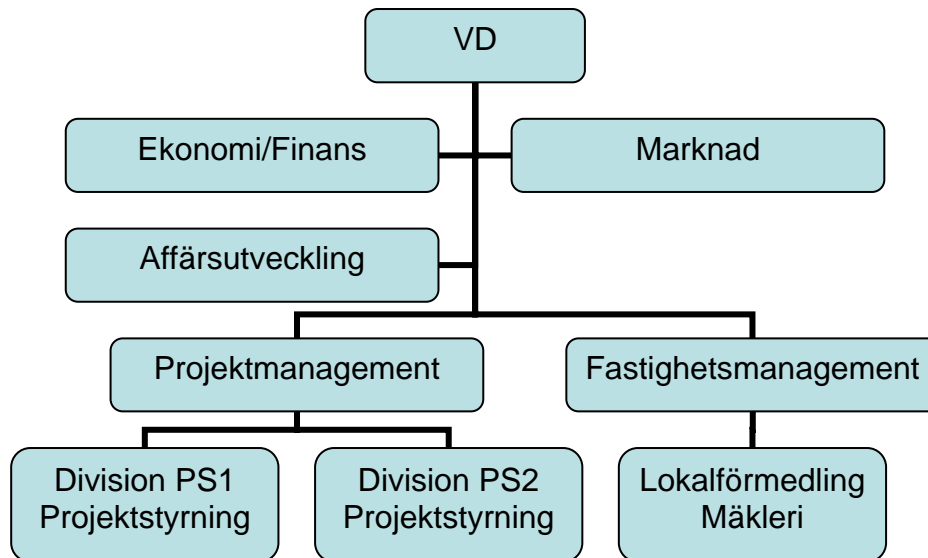 VD
Ekonomi/Finans
Marknad
Affärsutveckling
Projektmanagement
Fastighetsmanagement
Division PS1
Projektstyrning
Division PS2
Projektstyrning
Lokalförmedling
Mäkleri